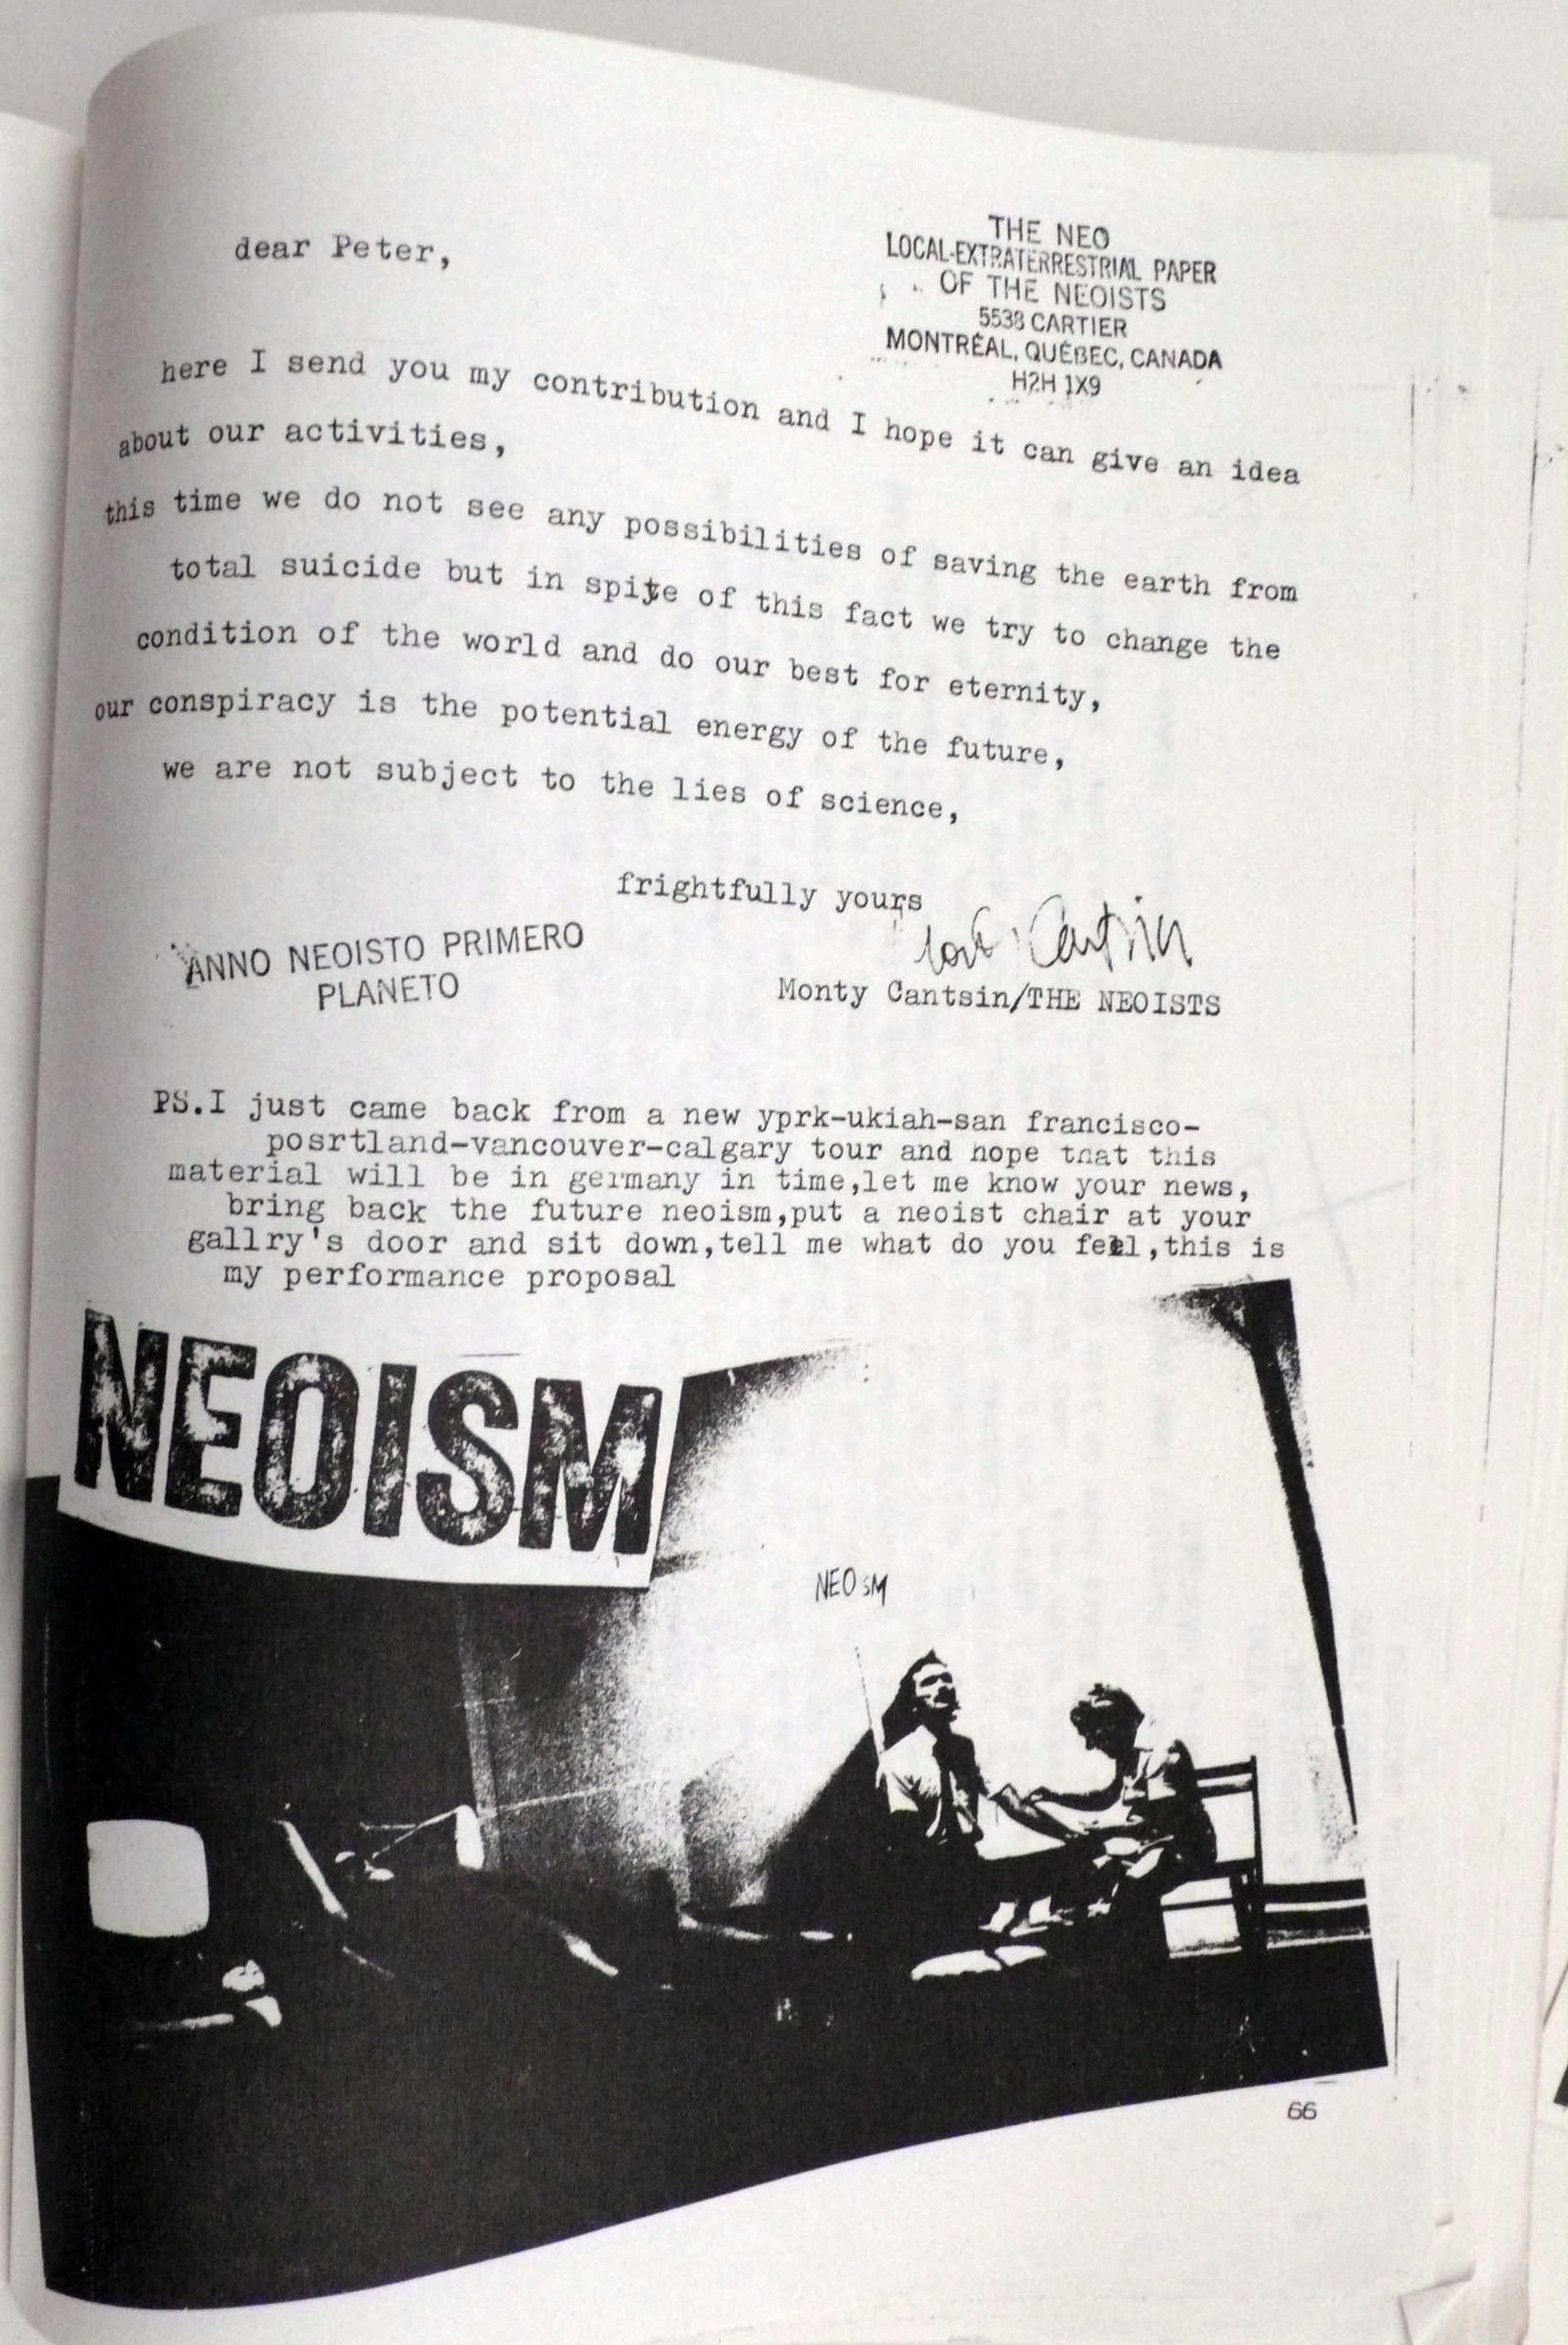 dear Peter,
THE NEO
LOCAL-EXTRATERRESTRIAL PAPER
OF THE NEOISTS
5538 CARTIER
MONTRÉAL, QUÉBEC, CANADA
H2H 1X9
here I send you my contribution and I hope it can give an idea
about our activities,
this time we do not see any possibilities of saving the earth from
total suicide but in spite of this fact we try to change the
condition of the world and do our best for eternity,
our conspiracy is the potential energy of the future,
we are not subject to the lies of science,
frightfully yours
Cantsin
ANNO NEOISTO PRIMERO
PLANETO
Monty Cantsin/THE NEOISTS
PS.I just came back from a new yprk-ukiah-san francisco-
posrtland-vancouver-calgary tour and hope that this
material will be in germany in time,let me know your news,
bring back the future neoism,put a neoist chair at your
gallry's door and sit down,tell me what do you feel,this is
my performance proposal
NEOISM
NEOISM
66